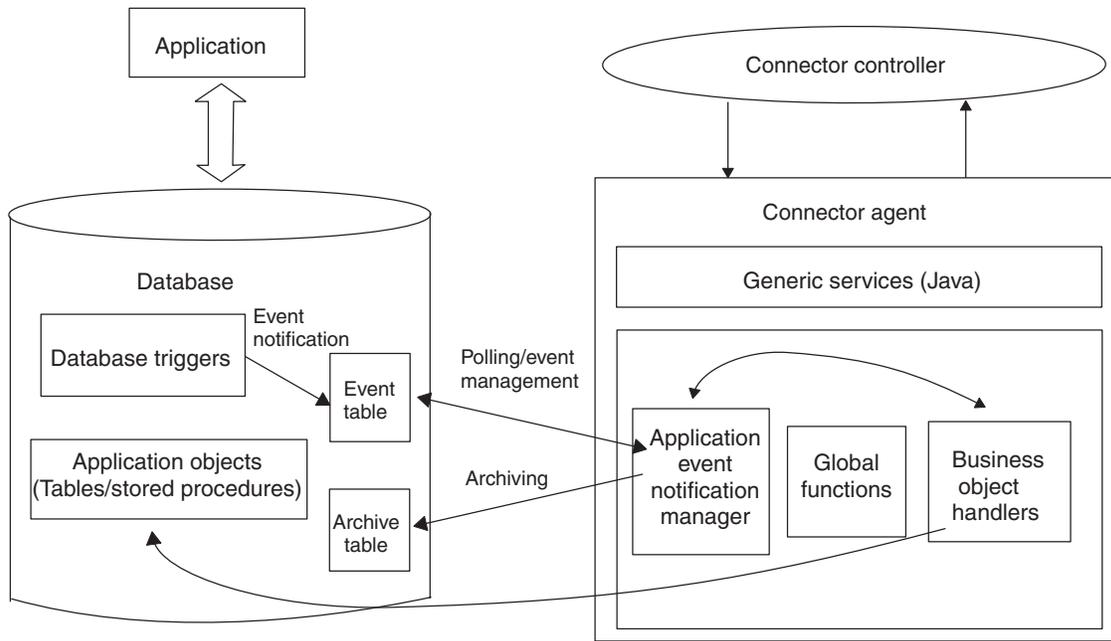 Application
Connector controller
Connector agent
Generic services (Java)
Database
Event
notification
Database triggers
Event
table
Polling/event
management
Application objects
(Tables/stored procedures)
Archive
table
Archiving
Application
event
notification
manager
Global
functions
Business
object
handlers